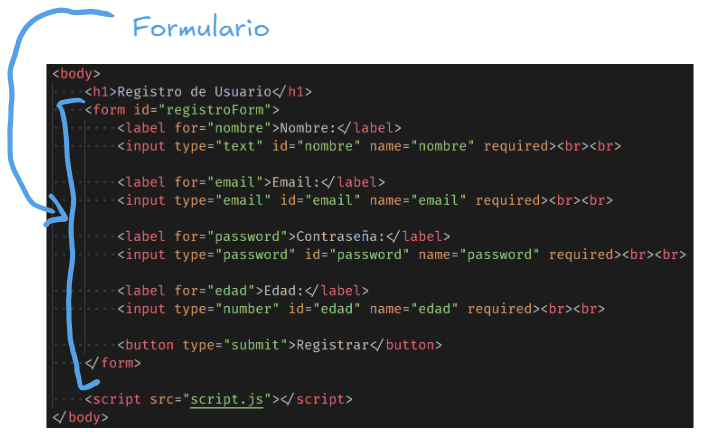 Formulario
<body>
<h1>Registro de Usuario</h1>
<form id="registroForm">
<label for="nombre">Nombre:</label>
<input type="text" id="nombre" name="nombre" required><br><br>
<label for="email">Email:</label>
<input type="email" id="email" name="email" required><br><br>
<label for="password">Contraseña:</label>
<input type="password" id="password" name="password" required><br><br>
<label for="edad">Edad:</label>
<input type="number" id="edad" name="edad" required><br><br>
<button type="submit">Registrar</button>
</form>
<script src="script.js"></script>
</body>